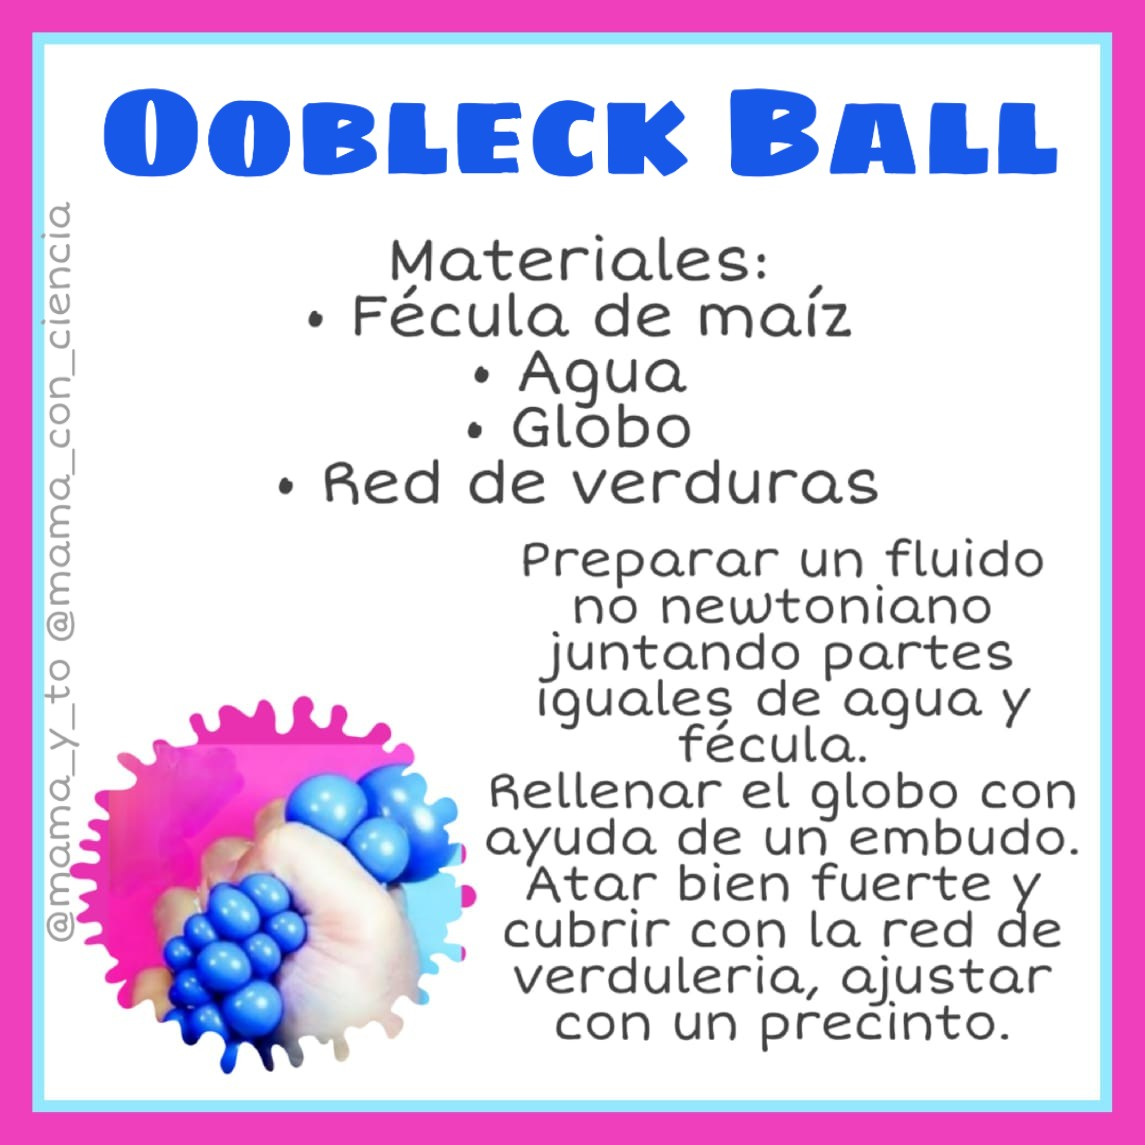 Oobleck Ball
Materiales:
• Fécula de maíz
• Agua
• Globo
• Red de verduras
Preparar un fluido
no newtoniano
juntando partes
iguales de agua y
fécula.
Rellenar el globo con
ayuda de un embudo.
Atar bien fuerte y
cubrir con la red de
verduleria, ajustar
con un precinto.
@mama_y_to @mama_con_ciencia